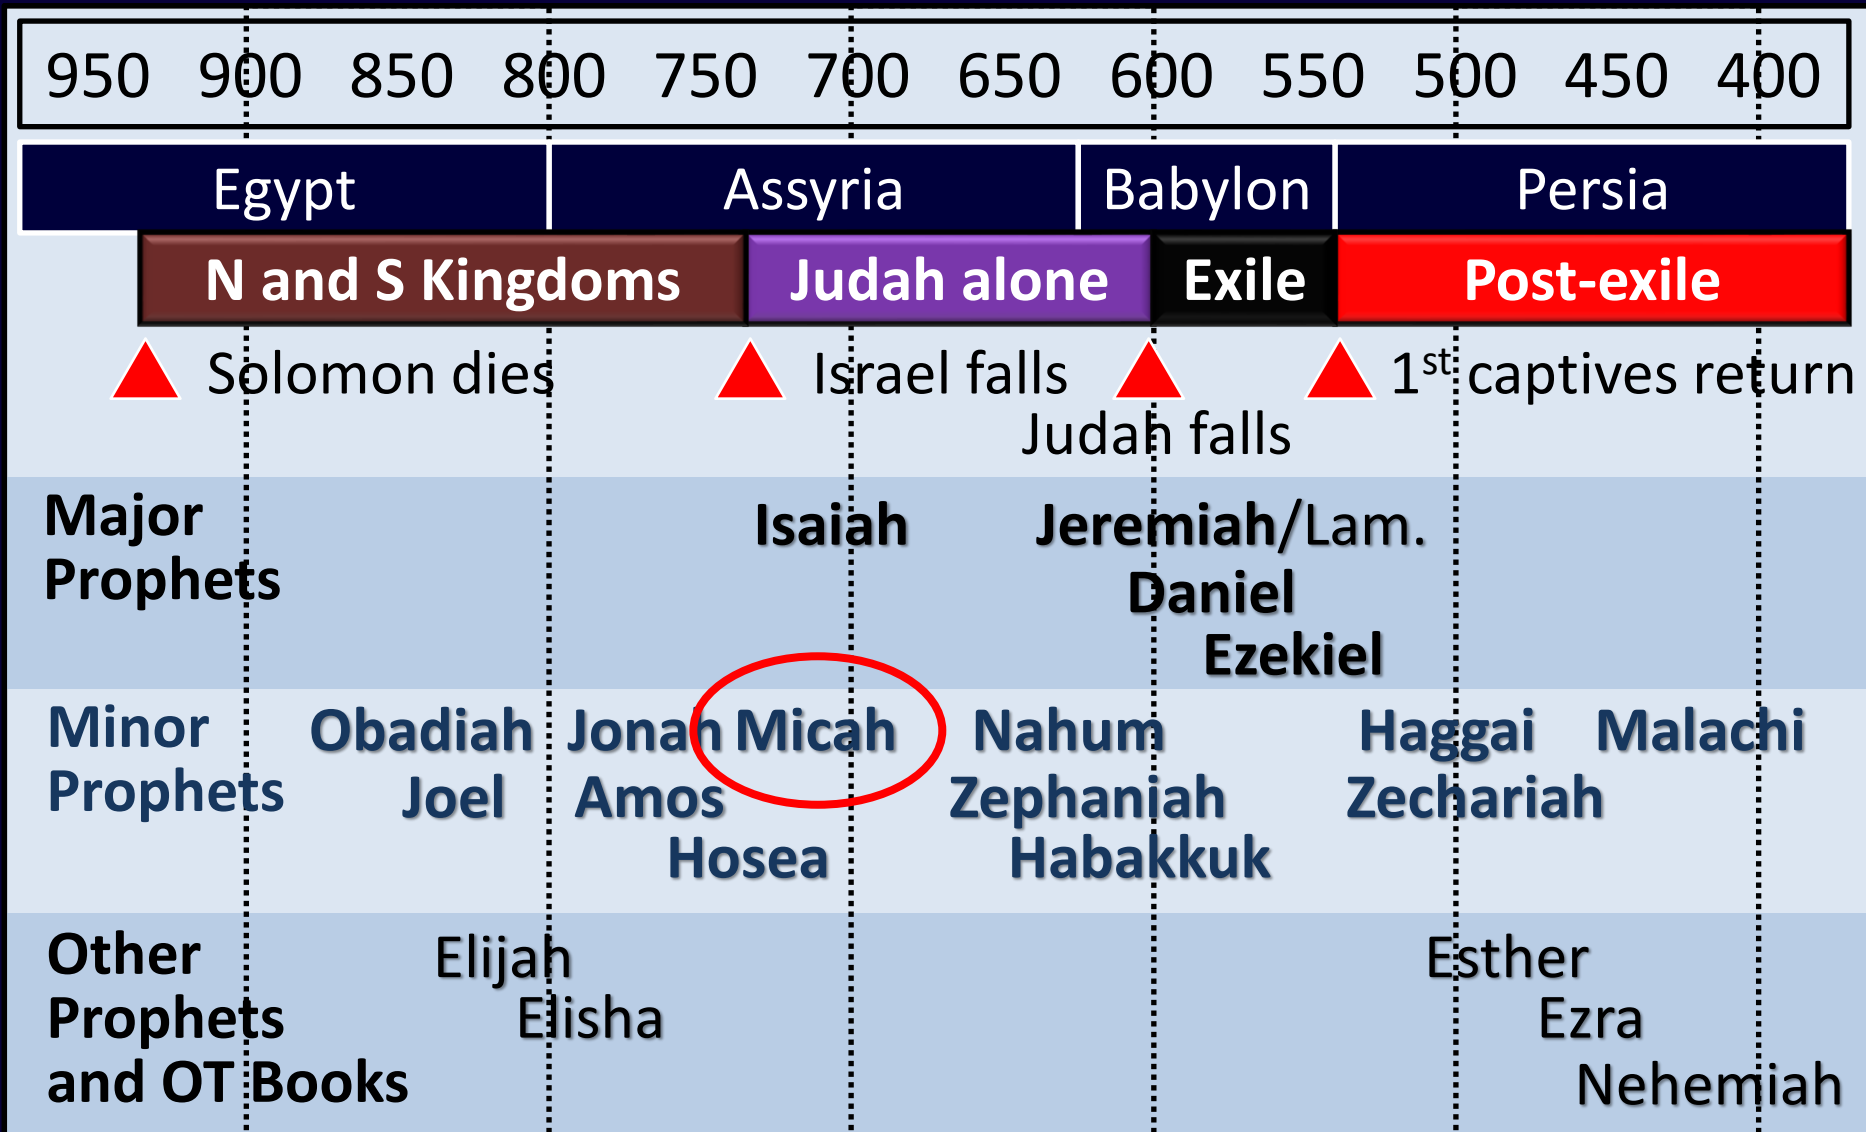 950 900 850 800 750 700 650 600 550 500 450 400
Egypt Assyria Babylon Persia
N and S Kingdoms Judah alone Exile Post-exile
Solomon dies Israel falls 1st captives return
Judah falls
Major Isaiah Jeremiah/Lam.
Prophets Daniel
Ezekiel
Minor Obadiah Jonah Micah Nahum Haggai Malachi
Prophets Joel Amos Zephaniah Zechariah
Hosea Habakkuk
Other Elijah Esther
Prophets Elisha Ezra
and OT Books Nehemiah